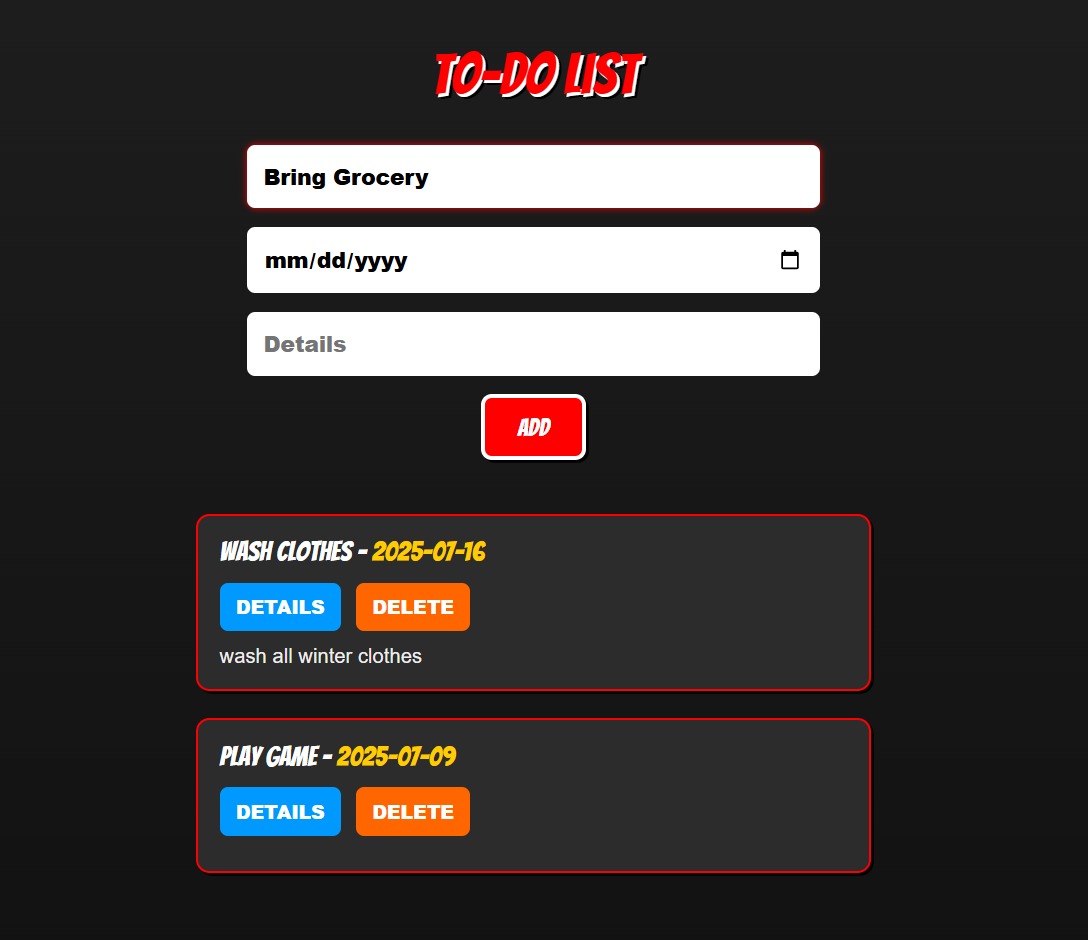 TO-DO LIST
Bring Grocery
mm/dd/yyyy
Details
ADD
WASH CLOTHES - 2025-07-16
DETAILS DELETE
wash all winter clothes
PLAY GAME - 2025-07-09
DETAILS DELETE